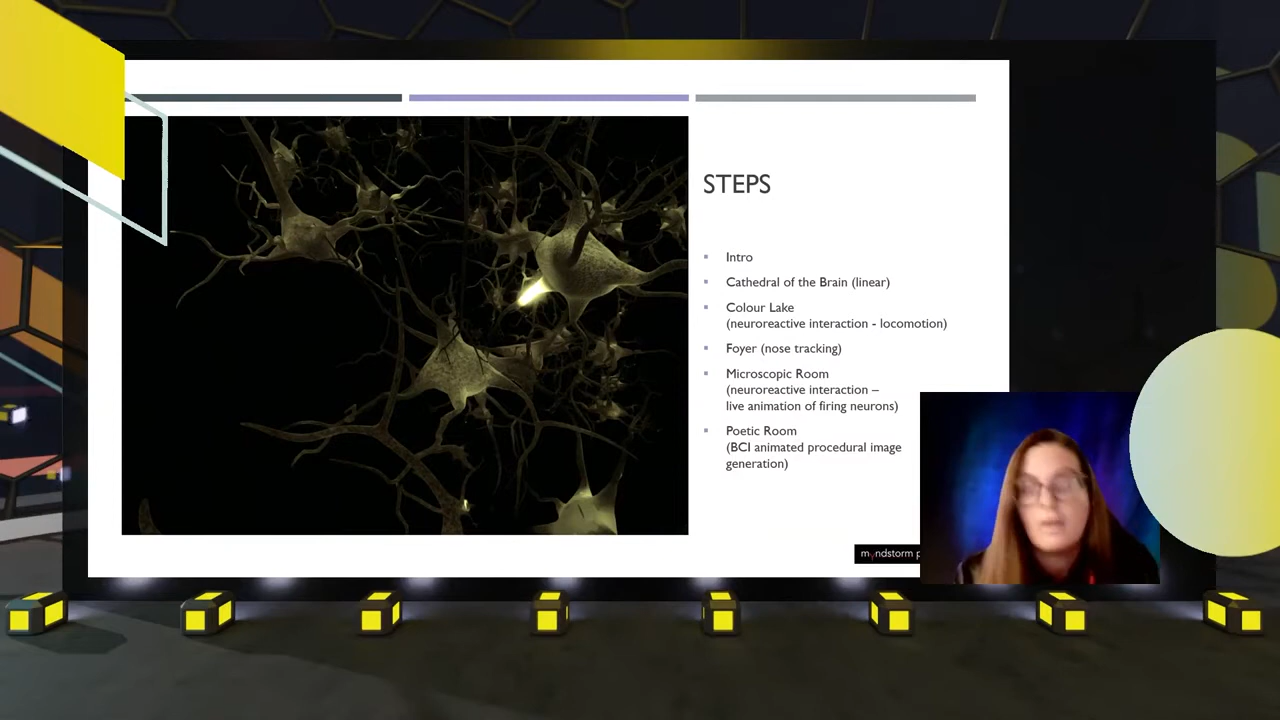 STEPS
Intro
Cathedral of the Brain (linear)
Colour Lake
(neuroreactive interaction - locomotion)
Foyer (nose tracking)
Microscopic Room
(neuroreactive interaction –
live animation of firing neurons)
Poetic Room
(BCI animated procedural image
generation)
myndstorm p